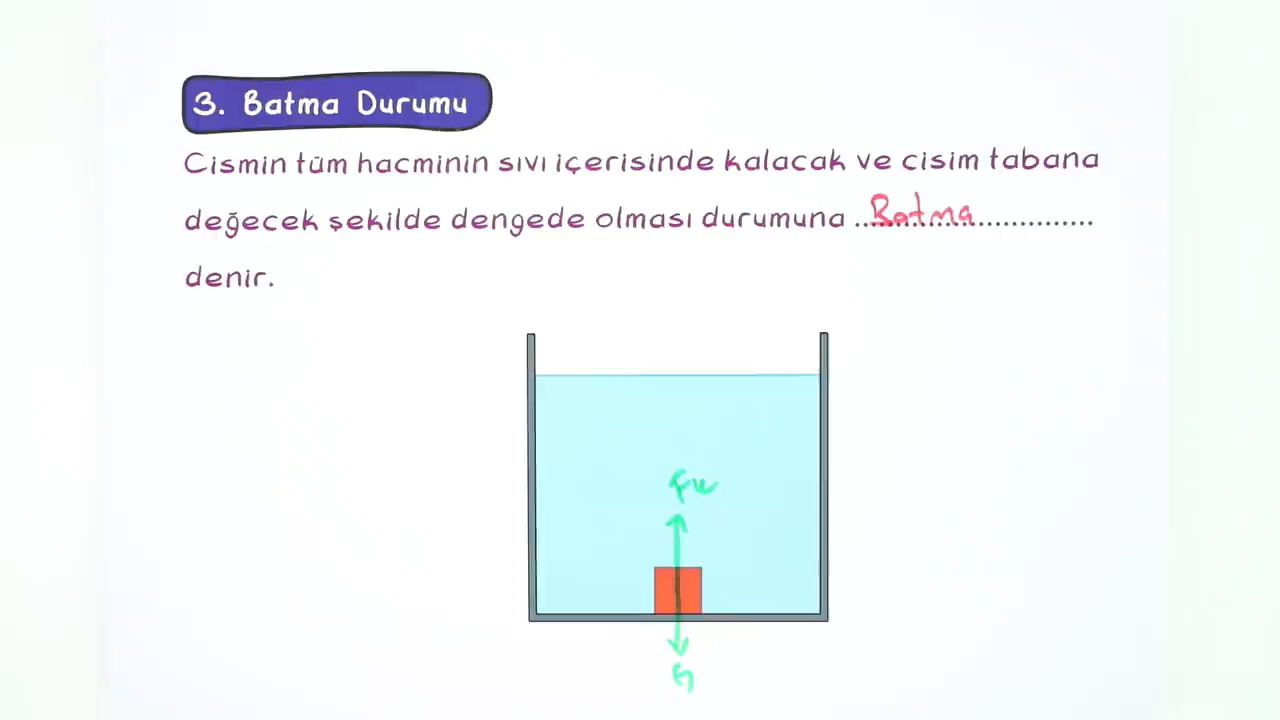 3. Batma Durumu
Cismin tüm hacminin sıvı içerisinde kalacak ve cisim tabana
değecek şekilde dengede olması durumuna ...Batma...............
denir.
Fk
G